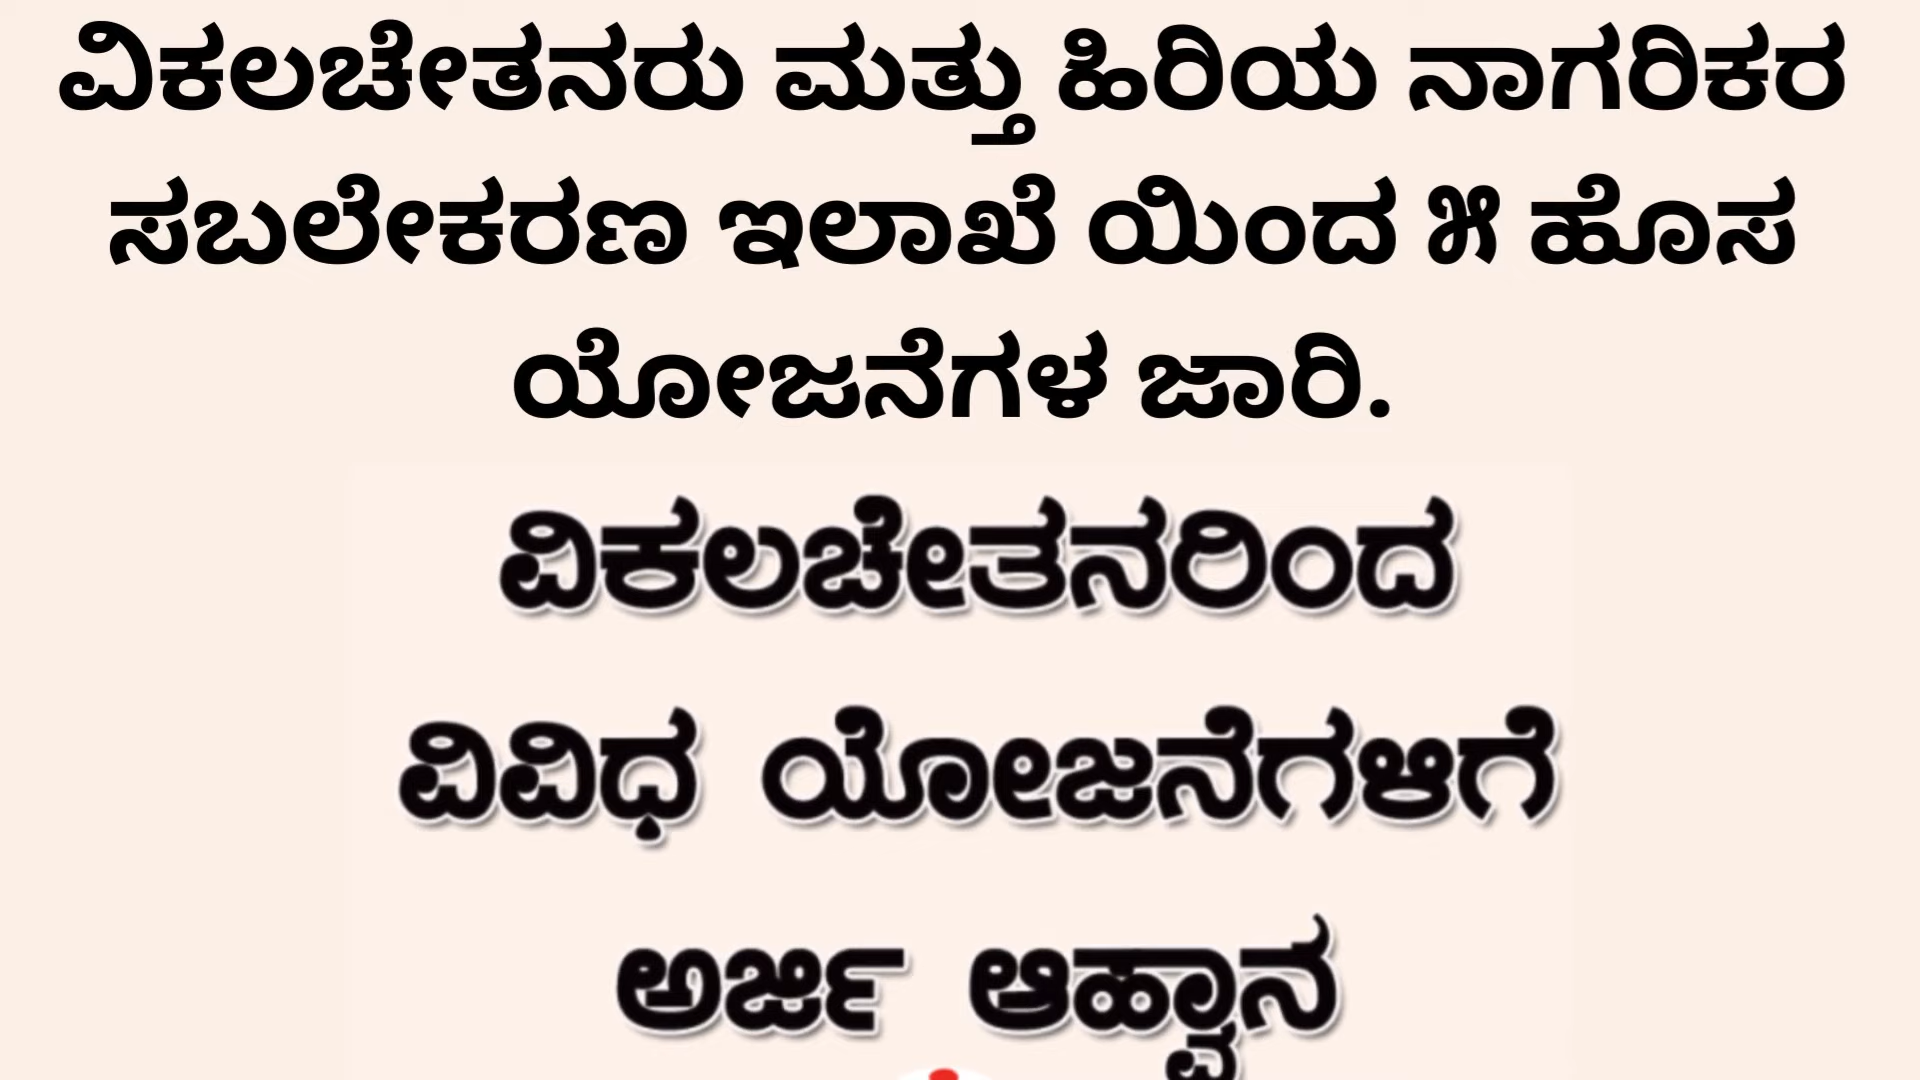 ವಿಕಲಚೇತನರು ಮತ್ತು ಹಿರಿಯ ನಾಗರಿಕರ
ಸಬಲೇಕರಣ ಇಲಾಖೆ ಯಿಂದ ೫ ಹೊಸ
ಯೋಜನೆಗಳ ಜಾರಿ.
ವಿಕಲಚೇತನರಿಂದ
ವಿವಿಧ ಯೋಜನೆಗಳಿಗೆ
ಅರ್ಜಿ ಆಹ್ವಾನ